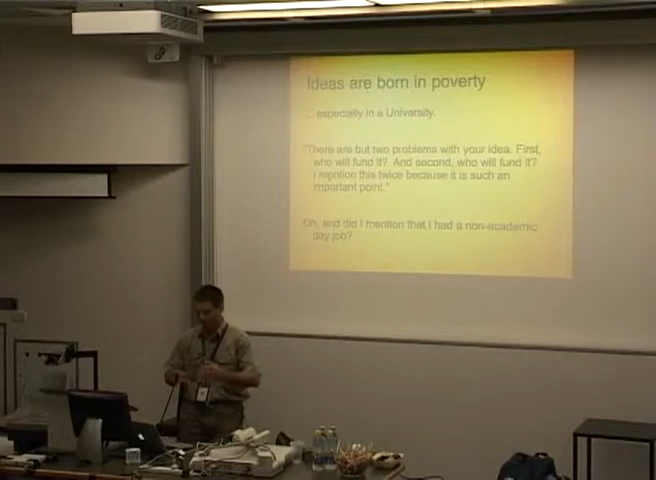 Ideas are born in poverty
... especially in a University.
"There are but two problems with your idea. First,
who will fund it? And second, who will fund it?
I mention this twice because it is such an
important point."
Oh, and did I mention that I had a non-academic
day job?